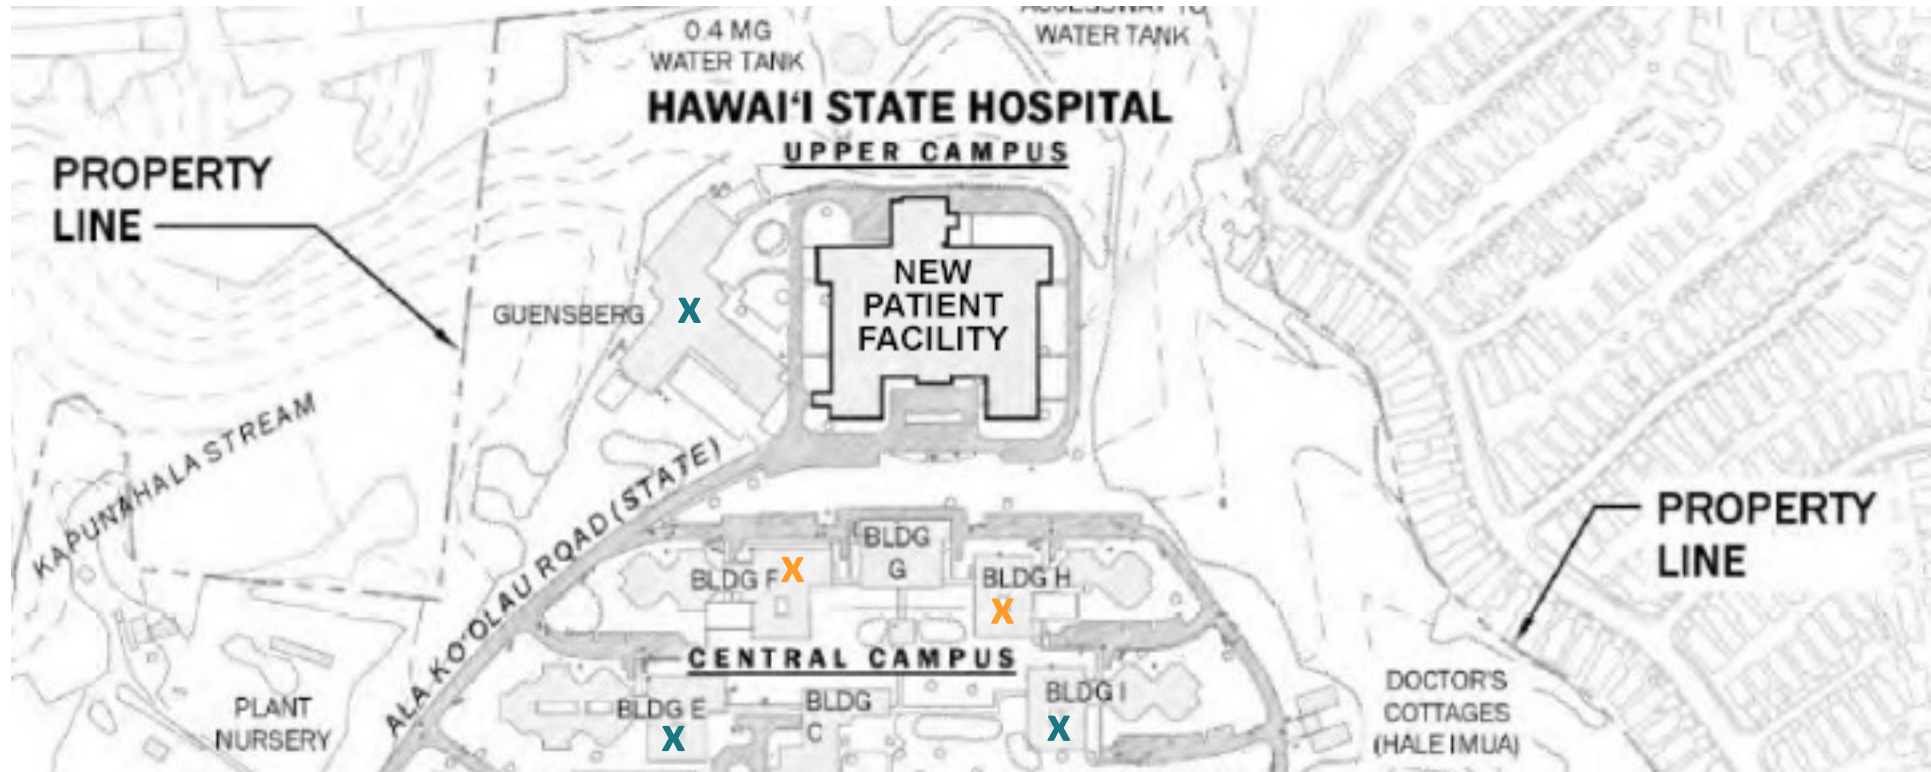 0.4 MG
WATER TANK
ACCESSWAY TO
WATER TANK
HAWAI‘I STATE HOSPITAL
UPPER CAMPUS
PROPERTY
LINE
NEW
PATIENT
FACILITY
GUENSBERG
X
KAPUNAHALA STREAM
ALA KO'OLAU ROAD (STATE)
PROPERTY
LINE
BLDG
G
BLDG F
X
BLDG H
X
CENTRAL CAMPUS
BLDG E
X
BLDG
C
BLDG I
X
PLANT
NURSERY
DOCTOR'S
COTTAGES
(HALE IMUA)